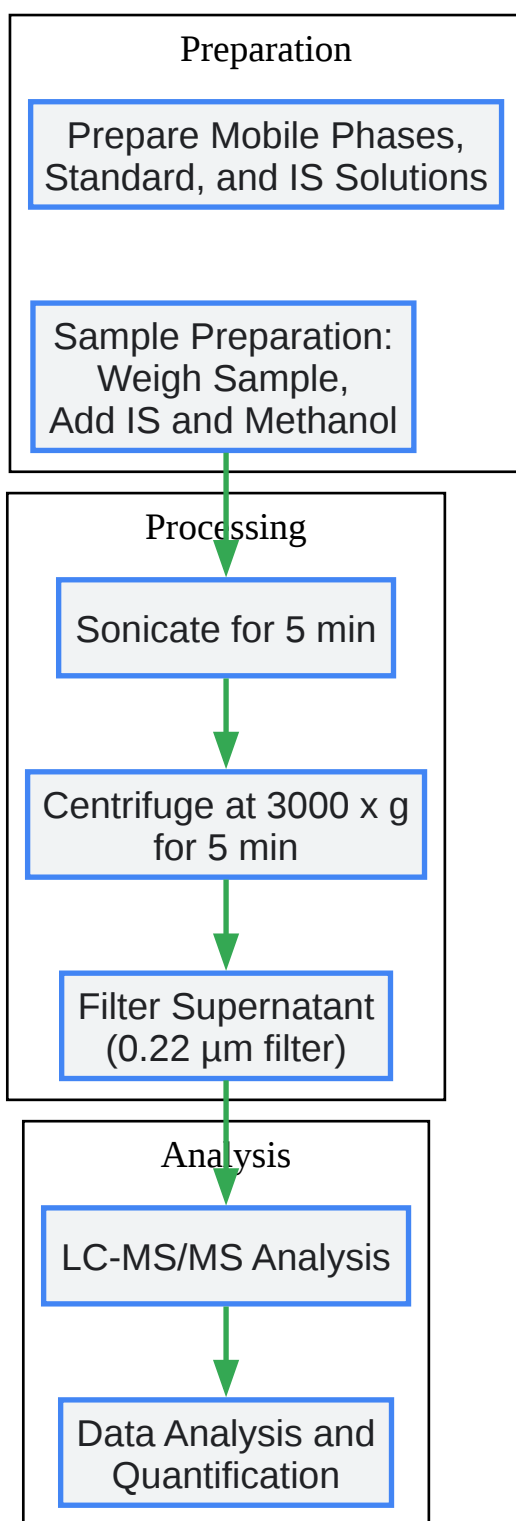 Preparation
Prepare Mobile Phases,
Standard, and IS Solutions
Sample Preparation:
Weigh Sample,
Add IS and Methanol
Processing
Sonicate for 5 min
Centrifuge at 3000 x g
for 5 min
Filter Supernatant
(0.22 µm filter)
Analysis
LC-MS/MS Analysis
Data Analysis and
Quantification